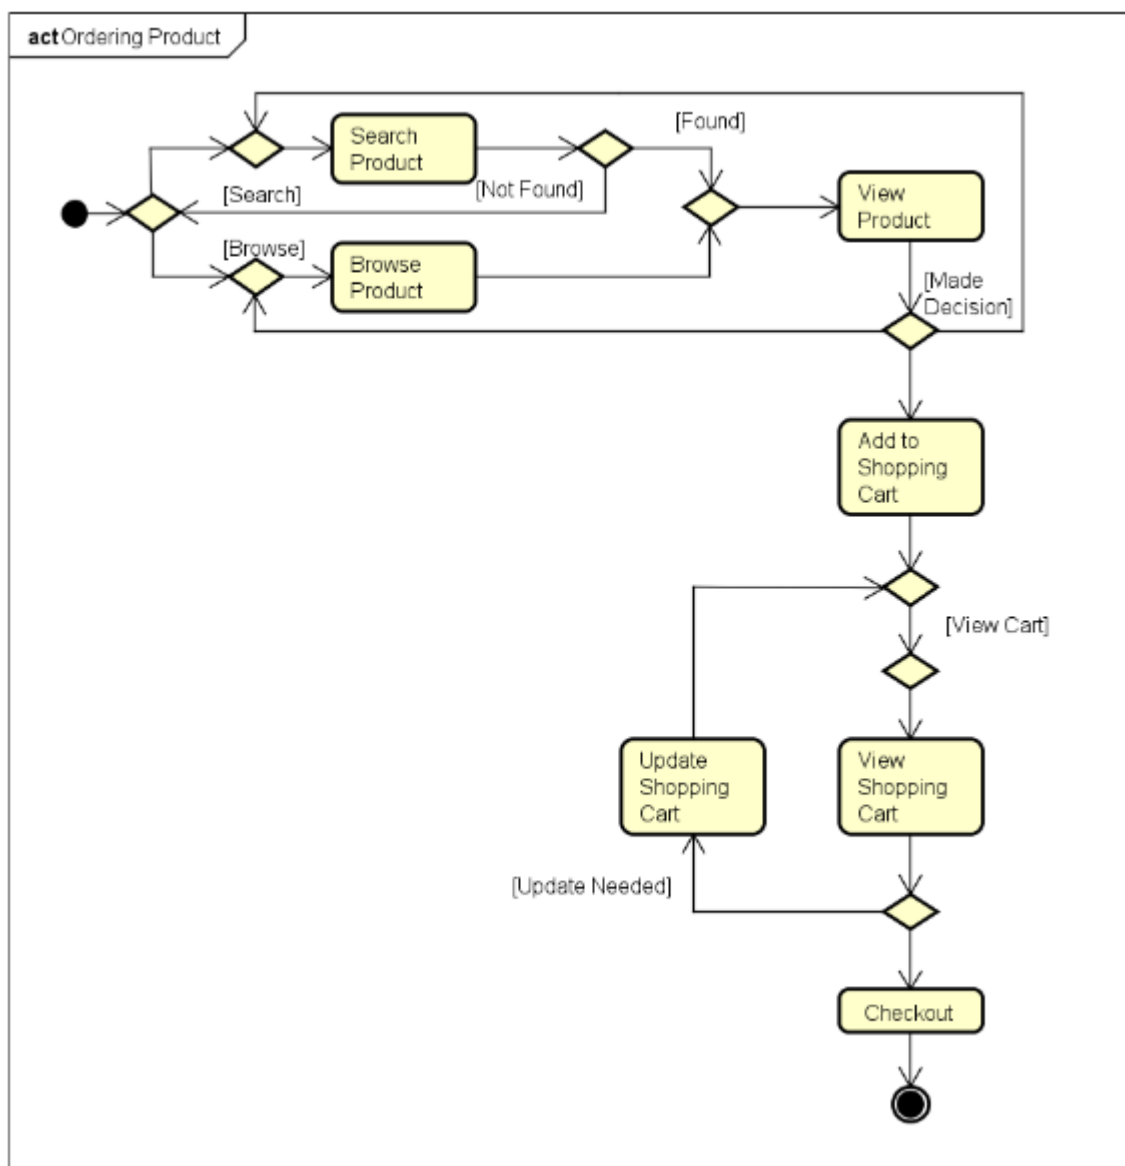 act Ordering Product
[Found]
Search
Product
[Not Found]
[Search]
View
Product
[Browse]
Browse
Product
[Made
Decision]
Add to
Shopping
Cart
[View Cart]
Update
Shopping
Cart
View
Shopping
Cart
[Update Needed]
Checkout